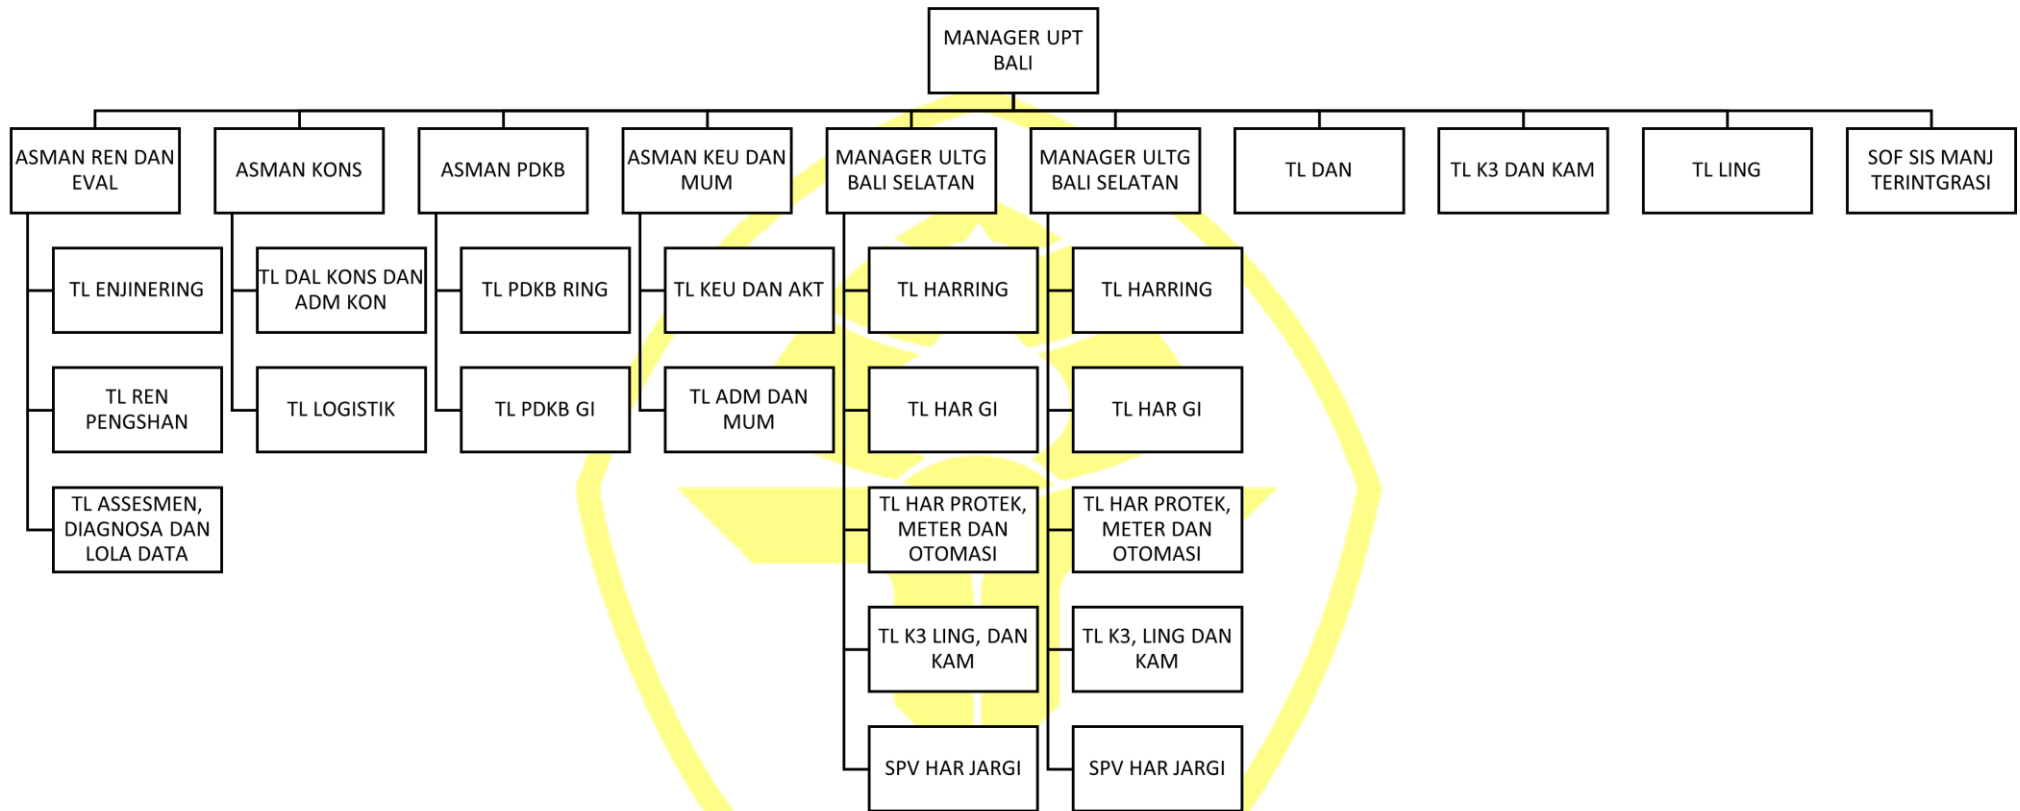 MANAGER UPT
BALI
ASMAN REN DAN
EVAL
ASMAN KONS
ASMAN PDKB
ASMAN KEU DAN
MUM
MANAGER ULTG
BALI SELATAN
MANAGER ULTG
BALI SELATAN
TL DAN
TL K3 DAN KAM
TL LING
SOF SIS MANJ
TERINTGRASI
TL ENJINERING
TL DAL KONS DAN
ADM KON
TL PDKB RING
TL KEU DAN AKT
TL HARRING
TL HARRING
TL REN
PENGSHAN
TL LOGISTIK
TL PDKB GI
TL ADM DAN
MUM
TL HAR GI
TL HAR GI
TL ASSESMEN,
DIAGNOSA DAN
LOLA DATA
TL HAR PROTEK,
METER DAN
OTOMASI
TL HAR PROTEK,
METER DAN
OTOMASI
TL K3 LING, DAN
KAM
TL K3, LING DAN
KAM
SPV HAR JARGI
SPV HAR JARGI